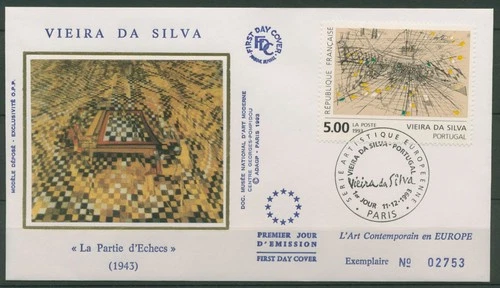 VIEIRA DA SILVA
MODÈLE DÉPOSÉ - EXCLUSIVITÉ G.P.P.
DOC. MUSÉE NATIONAL D'ART MODERNE
CENTRE GEORGES-POMPIDOU
© ADAGP - PARIS 1993
« La Partie d'Echecs »
(1943)
FIRST DAY COVER
FDC
RÉPUBLIQUE FRANÇAISE
5.00 LA POSTE 1993
VIEIRA DA SILVA
PORTUGAL
SERIE ARTISTIQUE EUROPEENNE
VIEIRA DA SILVA - PORTUGAL
Vieira da Silva
1er JOUR 11-12-1993
PARIS
PREMIER JOUR
D'EMISSION
FIRST DAY COVER
L'Art Contemporain en EUROPE
Exemplaire No 02753